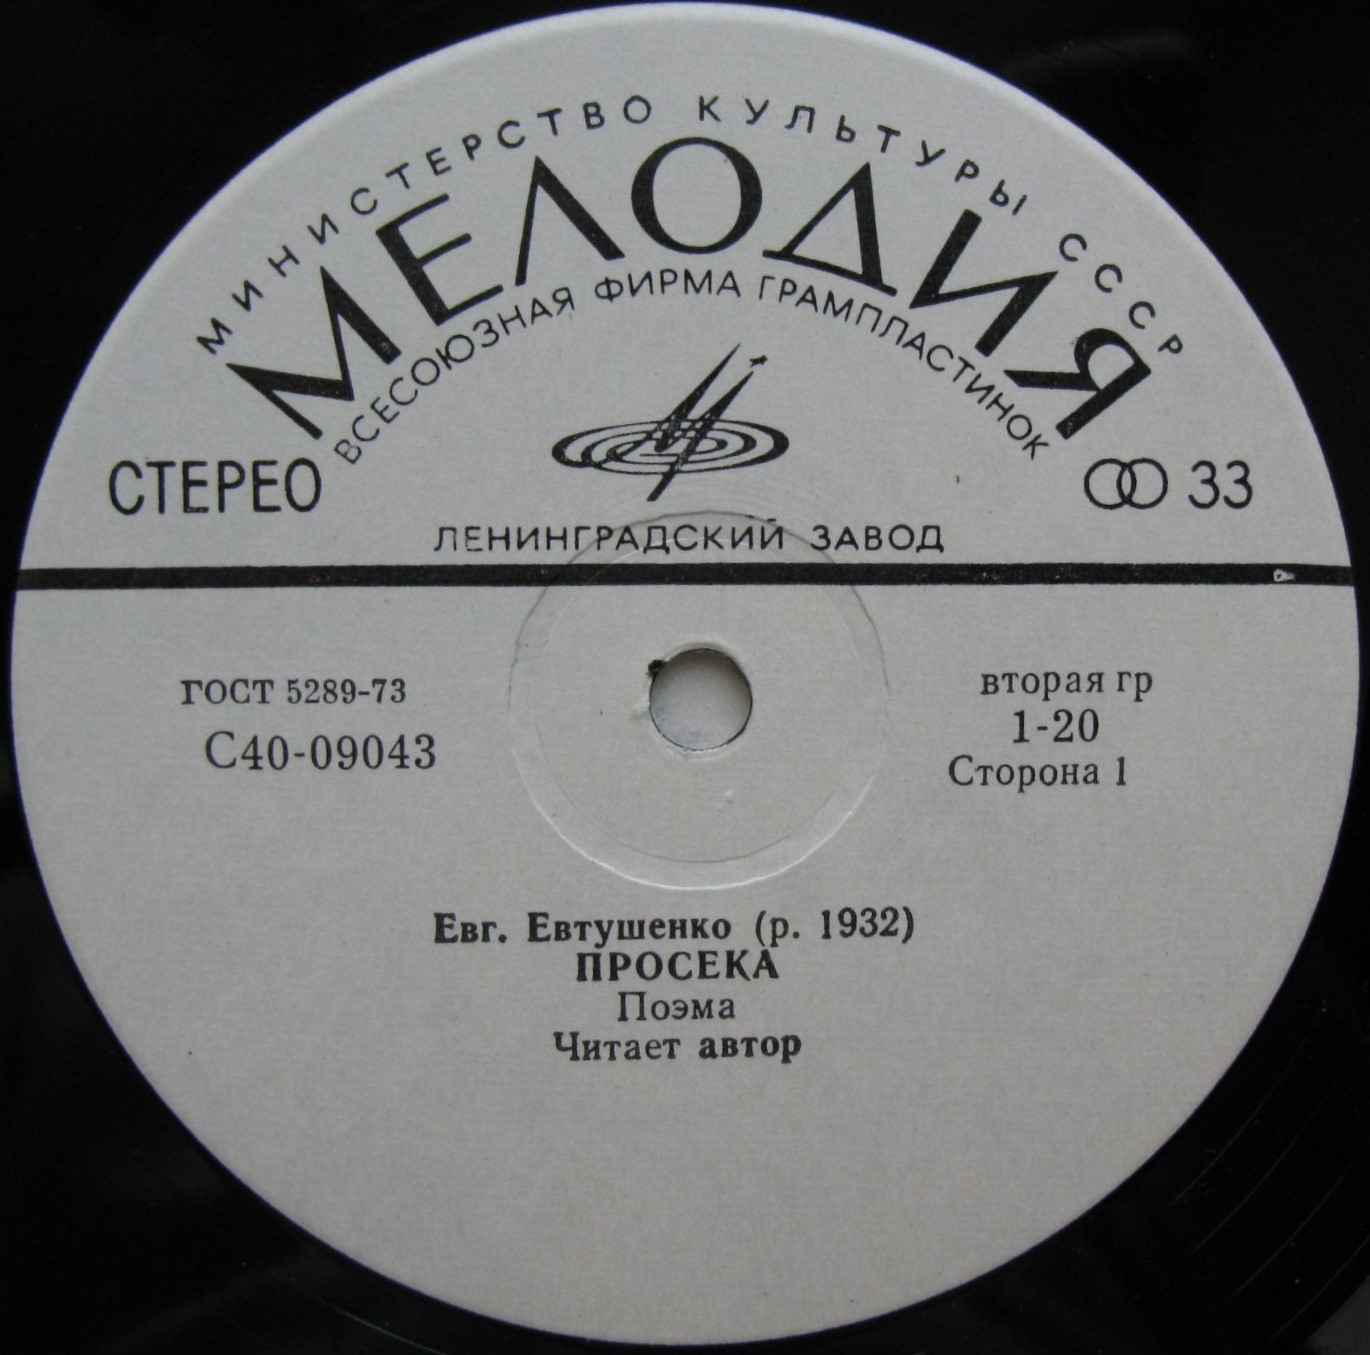 МИНИСТЕРСТВО КУЛЬТУРЫ СССР
МЕЛОДИЯ
ВСЕСОЮЗНАЯ ФИРМА ГРАМПЛАСТИНОК
СТЕРЕО
33
ЛЕНИНГРАДСКИЙ ЗАВОД
ГОСТ 5289-73
С40-09043
вторая гр
1-20
Сторона 1
Евг. Евтушенко (р. 1932)
ПРОСЕКА
Поэма
Читает автор